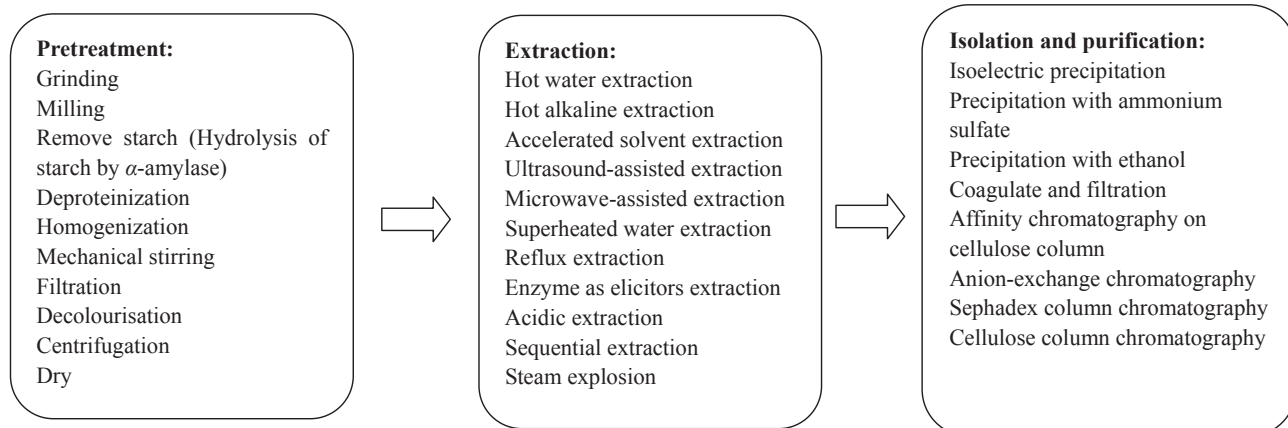 Pretreatment:
Grinding
Milling
Remove starch (Hydrolysis of
starch by α-amylase)
Deproteinization
Homogenization
Mechanical stirring
Filtration
Decolourisation
Centrifugation
Dry
Extraction:
Hot water extraction
Hot alkaline extraction
Accelerated solvent extraction
Ultrasound-assisted extraction
Microwave-assisted extraction
Superheated water extraction
Reflux extraction
Enzyme as elicitors extraction
Acidic extraction
Sequential extraction
Steam explosion
Isolation and purification:
Isoelectric precipitation
Precipitation with ammonium
sulfate
Precipitation with ethanol
Coagulate and filtration
Affinity chromatography on
cellulose column
Anion-exchange chromatography
Sephadex column chromatography
Cellulose column chromatography